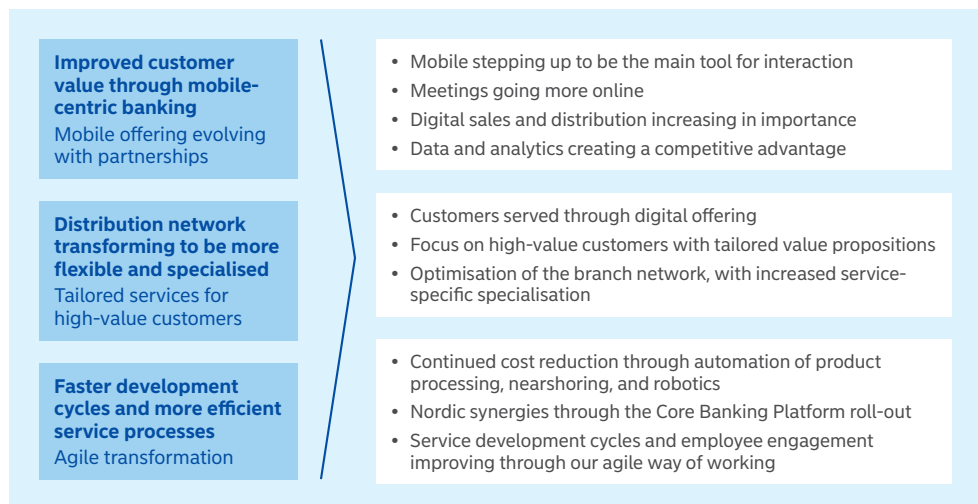 Improved customer
value through mobile-
centric banking
Mobile offering evolving
with partnerships
Distribution network
transforming to be more
flexible and specialised
Tailored services for
high-value customers
Faster development
cycles and more efficient
service processes
Agile transformation
• Mobile stepping up to be the main tool for interaction
• Meetings going more online
• Digital sales and distribution increasing in importance
• Data and analytics creating a competitive advantage
• Customers served through digital offering
• Focus on high-value customers with tailored value propositions
• Optimisation of the branch network, with increased service-
specific specialisation
• Continued cost reduction through automation of product
processing, nearshoring, and robotics
• Nordic synergies through the Core Banking Platform roll-out
• Service development cycles and employee engagement
improving through our agile way of working